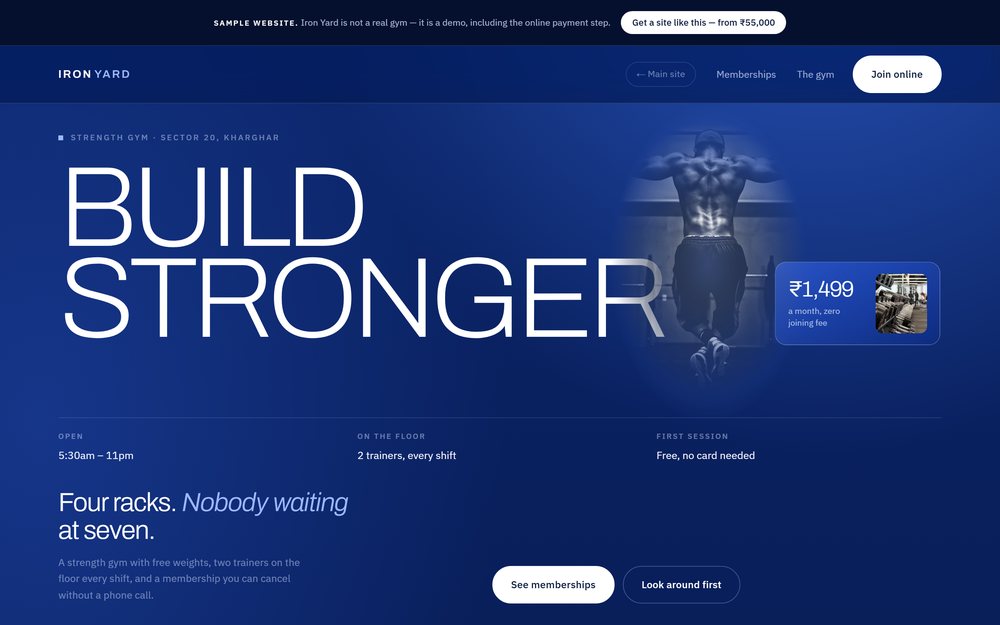 SAMPLE WEBSITE. Iron Yard is not a real gym — it is a demo, including the online payment step.
Get a site like this — from ₹55,000
IRON YARD
← Main site
Memberships
The gym
Join online
STRENGTH GYM · SECTOR 20, KHARGHAR
BUILD
STRONGER
₹1,499
a month, zero
joining fee
OPEN
5:30am – 11pm
ON THE FLOOR
2 trainers, every shift
FIRST SESSION
Free, no card needed
Four racks. Nobody waiting
at seven.
A strength gym with free weights, two trainers on the
floor every shift, and a membership you can cancel
without a phone call.
See memberships
Look around first